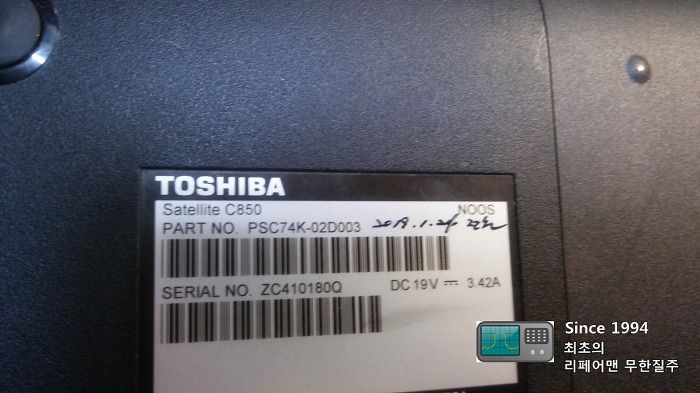 TOSHIBA
Satellite C850 NOOS
PART NO. PSC74K-02D003 2019.1.24
SERIAL NO. ZC410180Q DC 19V 3.42A
Since 1994
최초의
리페어맨 무한질주